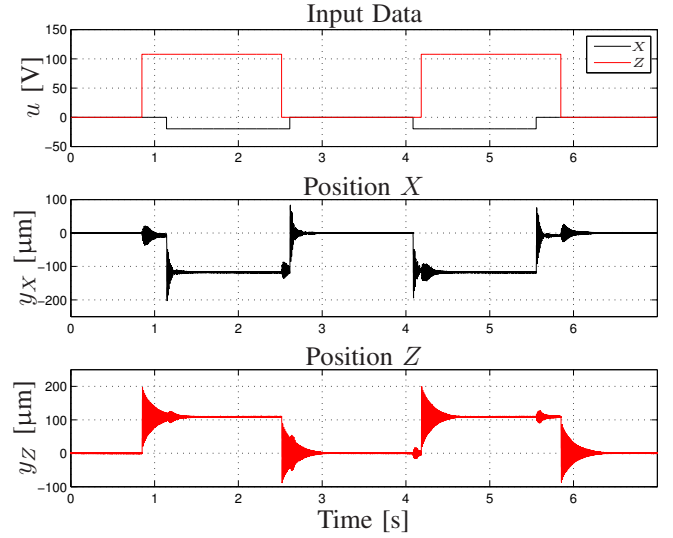 Input Data
150
100
50
0
−50
u [V]
X
Z
0 1 2 3 4 5 6
Position X
100
0
−100
−200
y_X [μm]
0 1 2 3 4 5 6
Position Z
200
100
0
−100
y_Z [μm]
0 1 2 3 4 5 6
Time [s]